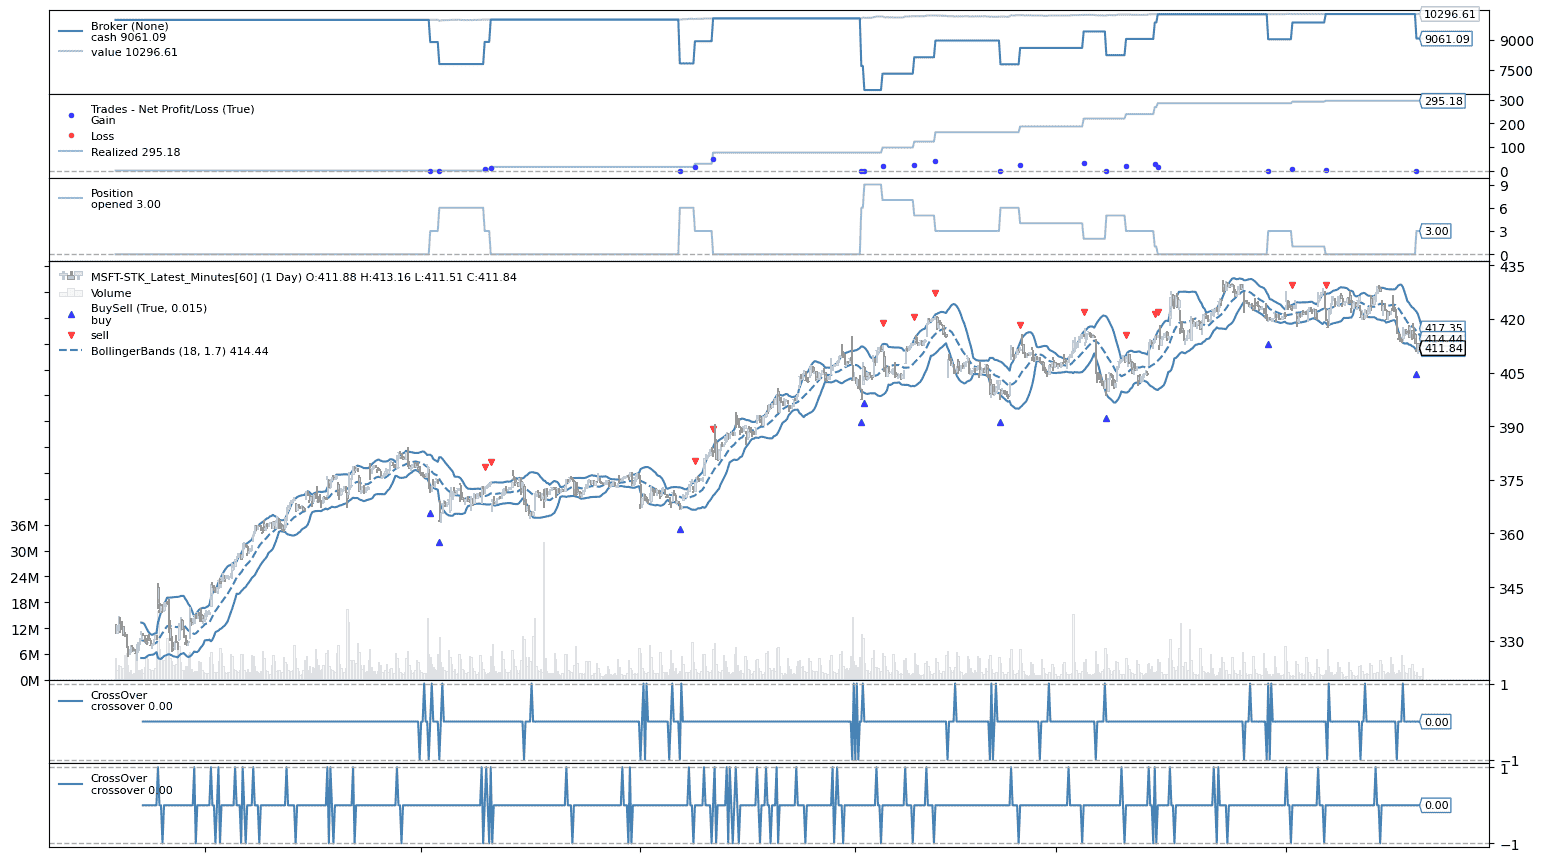 Broker (None)
cash 9061.09
value 10296.61
10296.61
9061.09
9000
7500
Trades - Net Profit/Loss (True)
Gain
Loss
Realized 295.18
295.18
300
200
100
0
Position
opened 3.00
3.00
9
6
3
0
MSFT-STK_Latest_Minutes[60] (1 Day) O:411.88 H:413.16 L:411.51 C:411.84
Volume
BuySell (True, 0.015)
buy
sell
BollingerBands (18, 1.7) 414.44
435
420
405
390
375
360
345
330
417.35
414.44
411.84
36M
30M
24M
18M
12M
6M
0M
CrossOver
crossover 0.00
0.00
1
−1
CrossOver
crossover 0.00
0.00
1
−1